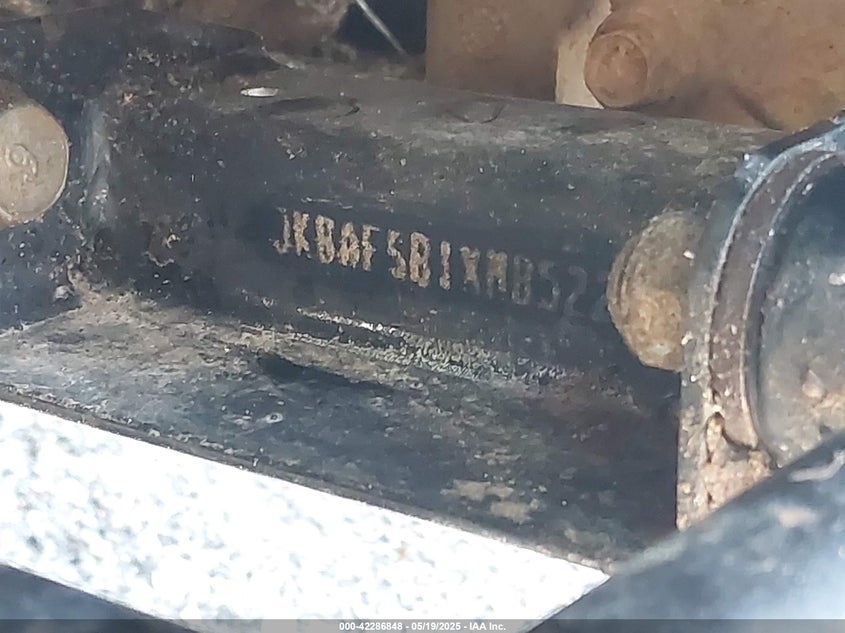 JKBAF5B1XMB52
000-42286848 - 05/19/2025 - IAA Inc.